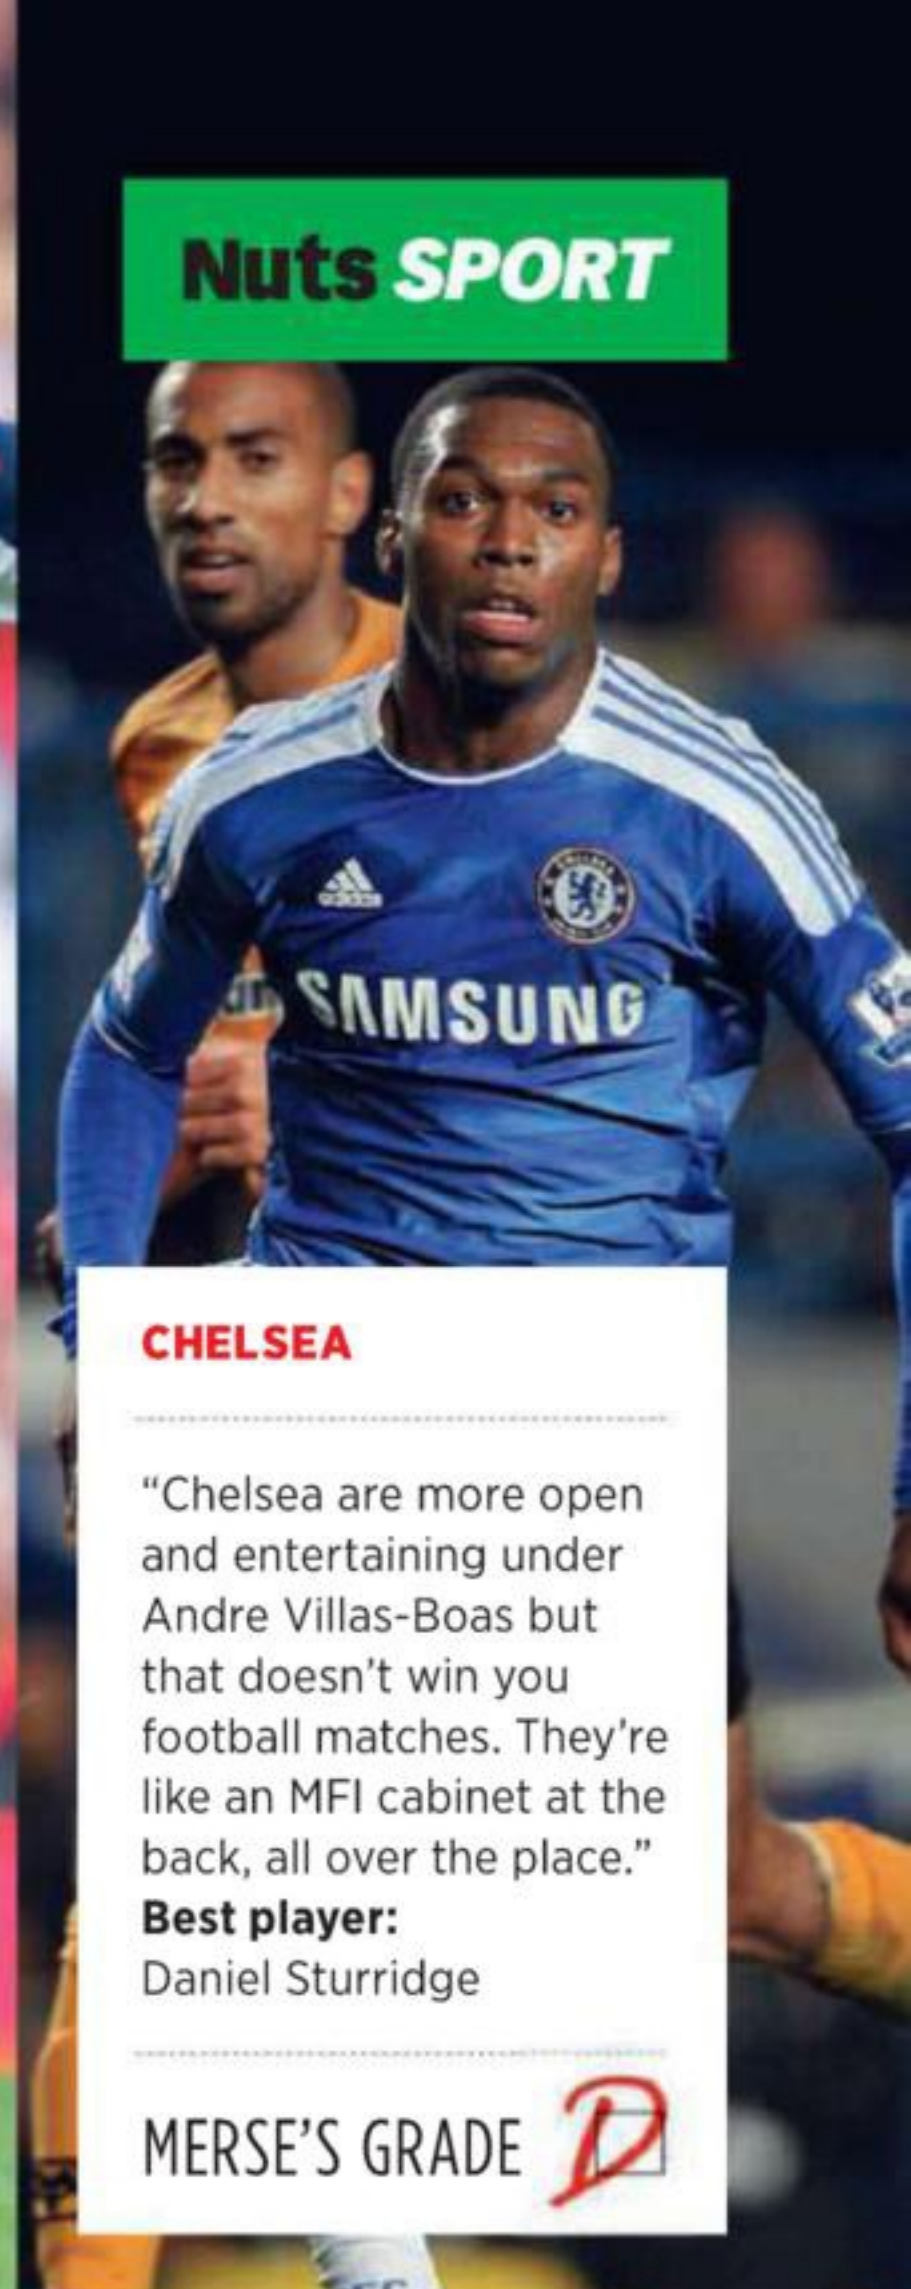 Nuts SPORT
adidas
CHELSEA
SAMSUNG
CHELSEA
“Chelsea are more open
and entertaining under
Andre Villas-Boas but
that doesn’t win you
football matches. They’re
like an MFI cabinet at the
back, all over the place.”
Best player:
Daniel Sturridge
MERSE’S GRADE D